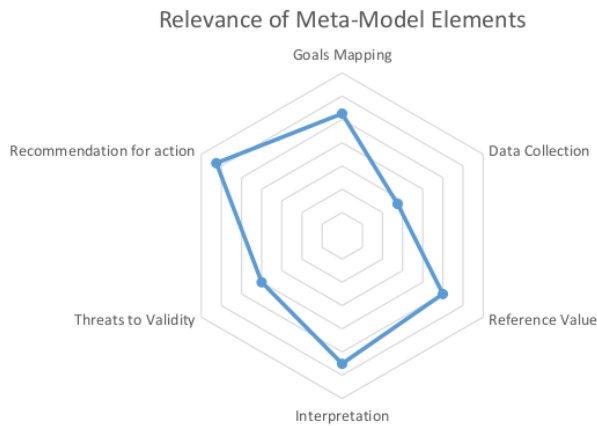 Relevance of Meta-Model Elements
Goals Mapping
Recommendation for action
Data Collection
Threats to Validity
Reference Value
Interpretation